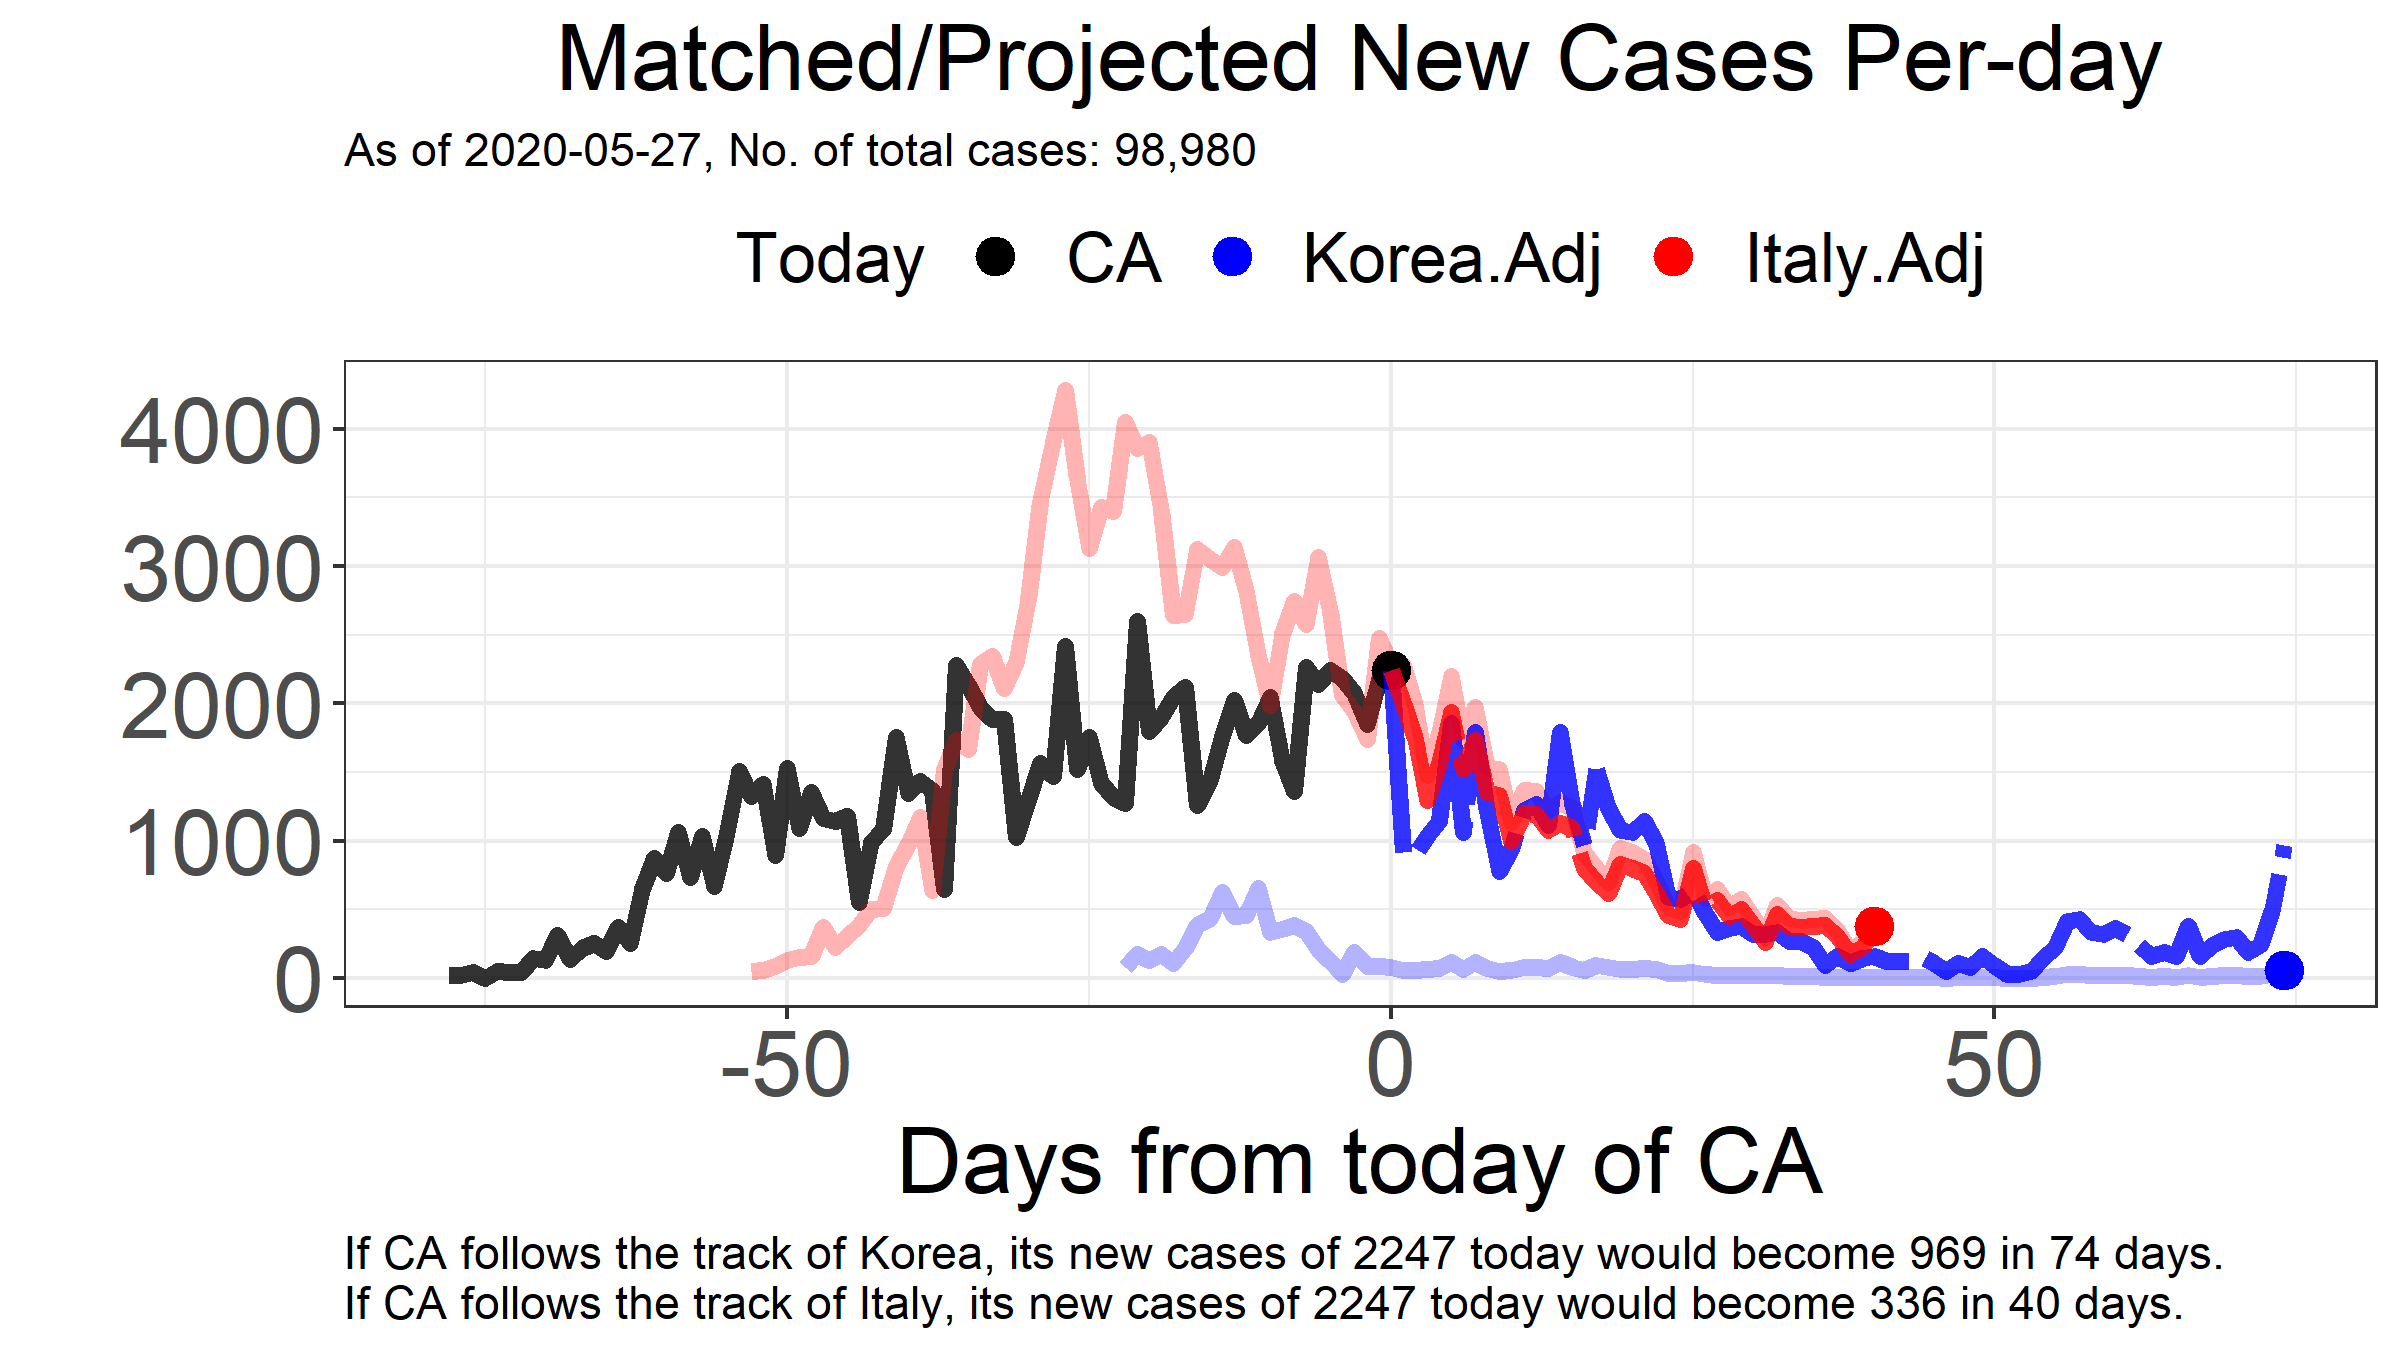 Matched/Projected New Cases Per-day
As of 2020-05-27, No. of total cases: 98,980
Today CA Korea.Adj Italy.Adj
4000
3000
2000
1000
0
-50 0 50
Days from today of CA
If CA follows the track of Korea, its new cases of 2247 today would become 969 in 74 days.
If CA follows the track of Italy, its new cases of 2247 today would become 336 in 40 days.